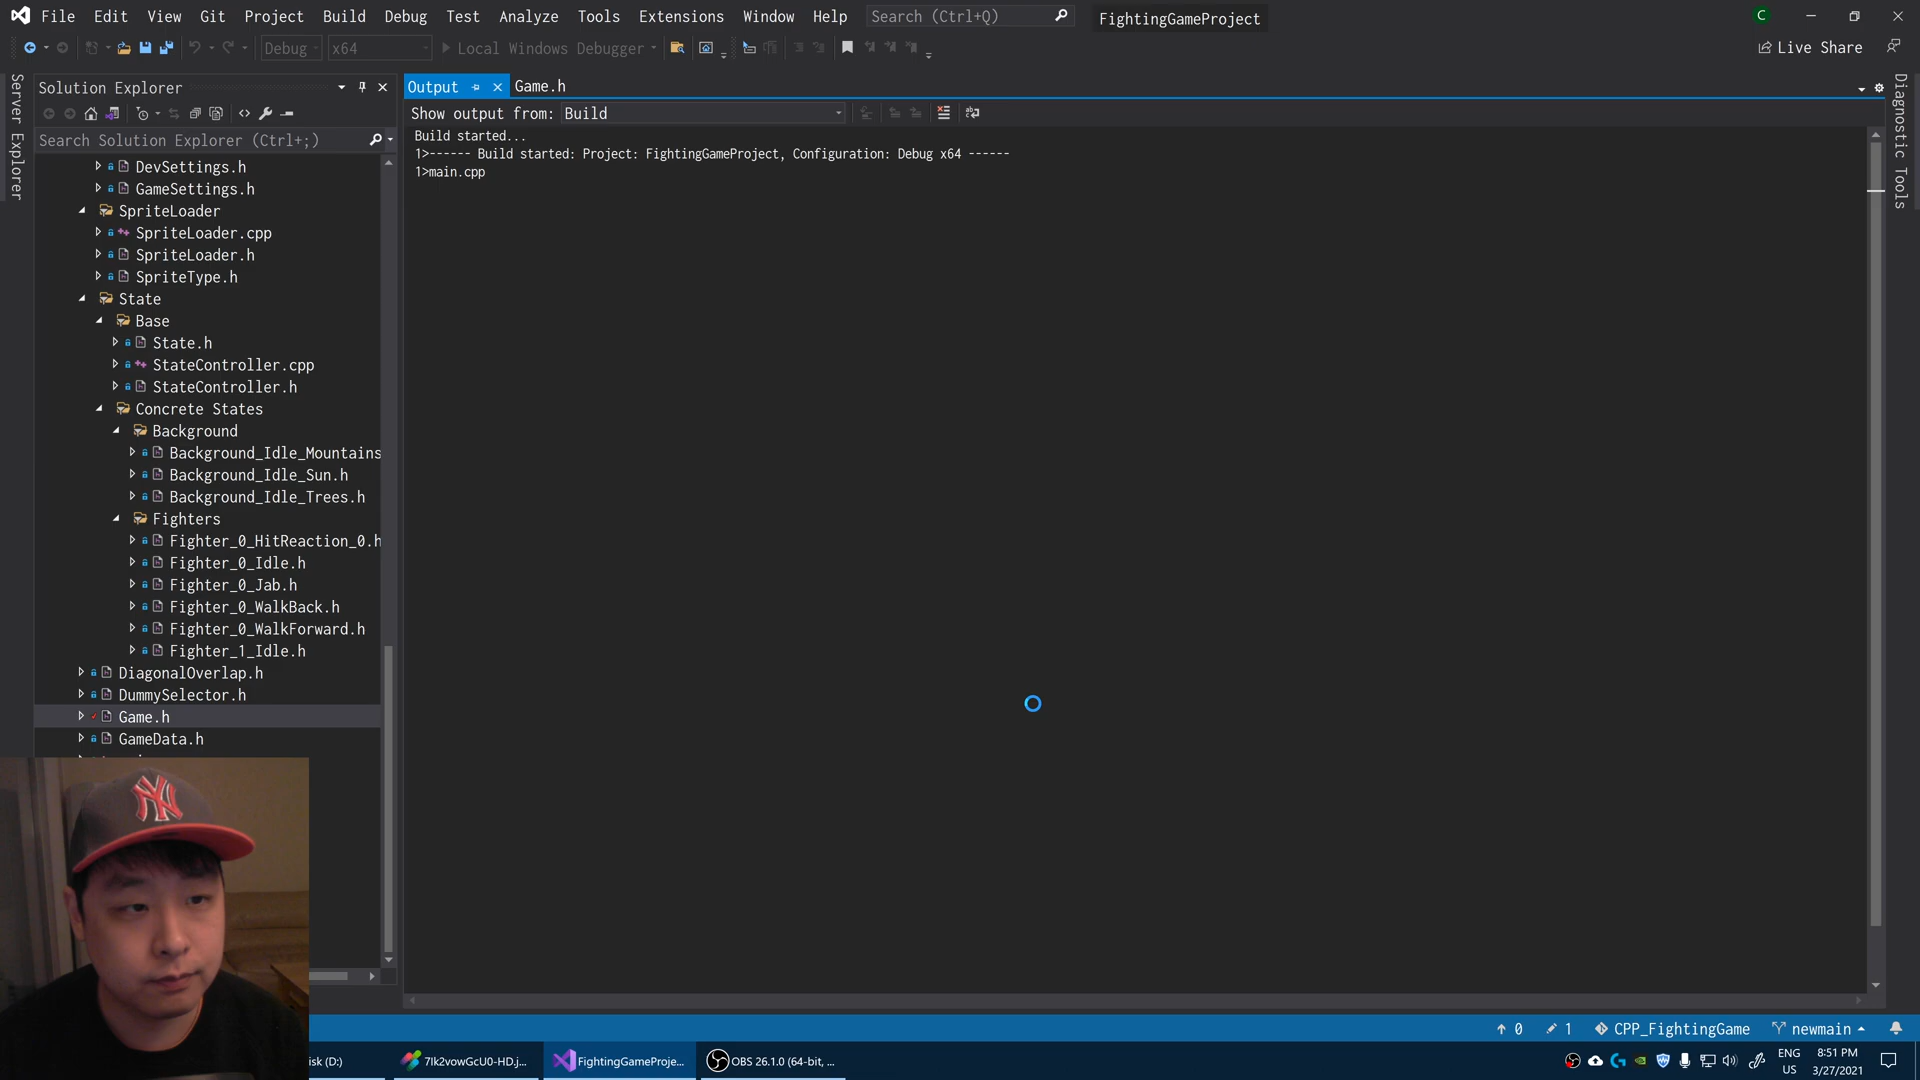 File Edit View Git Project Build Debug Test Analyze Tools Extensions Window Help Search (Ctrl+Q) FightingGameProject C
Debug x64 Local Windows Debugger Live Share
Server Explorer
Solution Explorer
Search Solution Explorer (Ctrl+;)
DevSettings.h
GameSettings.h
SpriteLoader
SpriteLoader.cpp
SpriteLoader.h
SpriteType.h
State
Base
State.h
StateController.cpp
StateController.h
Concrete States
Background
Background_Idle_Mountains
Background_Idle_Sun.h
Background_Idle_Trees.h
Fighters
Fighter_0_HitReaction_0.h
Fighter_0_Idle.h
Fighter_0_Jab.h
Fighter_0_WalkBack.h
Fighter_0_WalkForward.h
Fighter_1_Idle.h
DiagonalOverlap.h
DummySelector.h
Game.h
GameData.h
Output Game.h
Show output from: Build
Build started...
1>------ Build started: Project: FightingGameProject, Configuration: Debug x64 ------
1>main.cpp
Diagnostic Tools
NY
0 1 CPP_FightingGame newmain
isk (D:) 7lk2vowGcU0-HD.j... FightingGameProje... OBS 26.1.0 (64-bit, ...
ENG
US
8:51 PM
3/27/2021